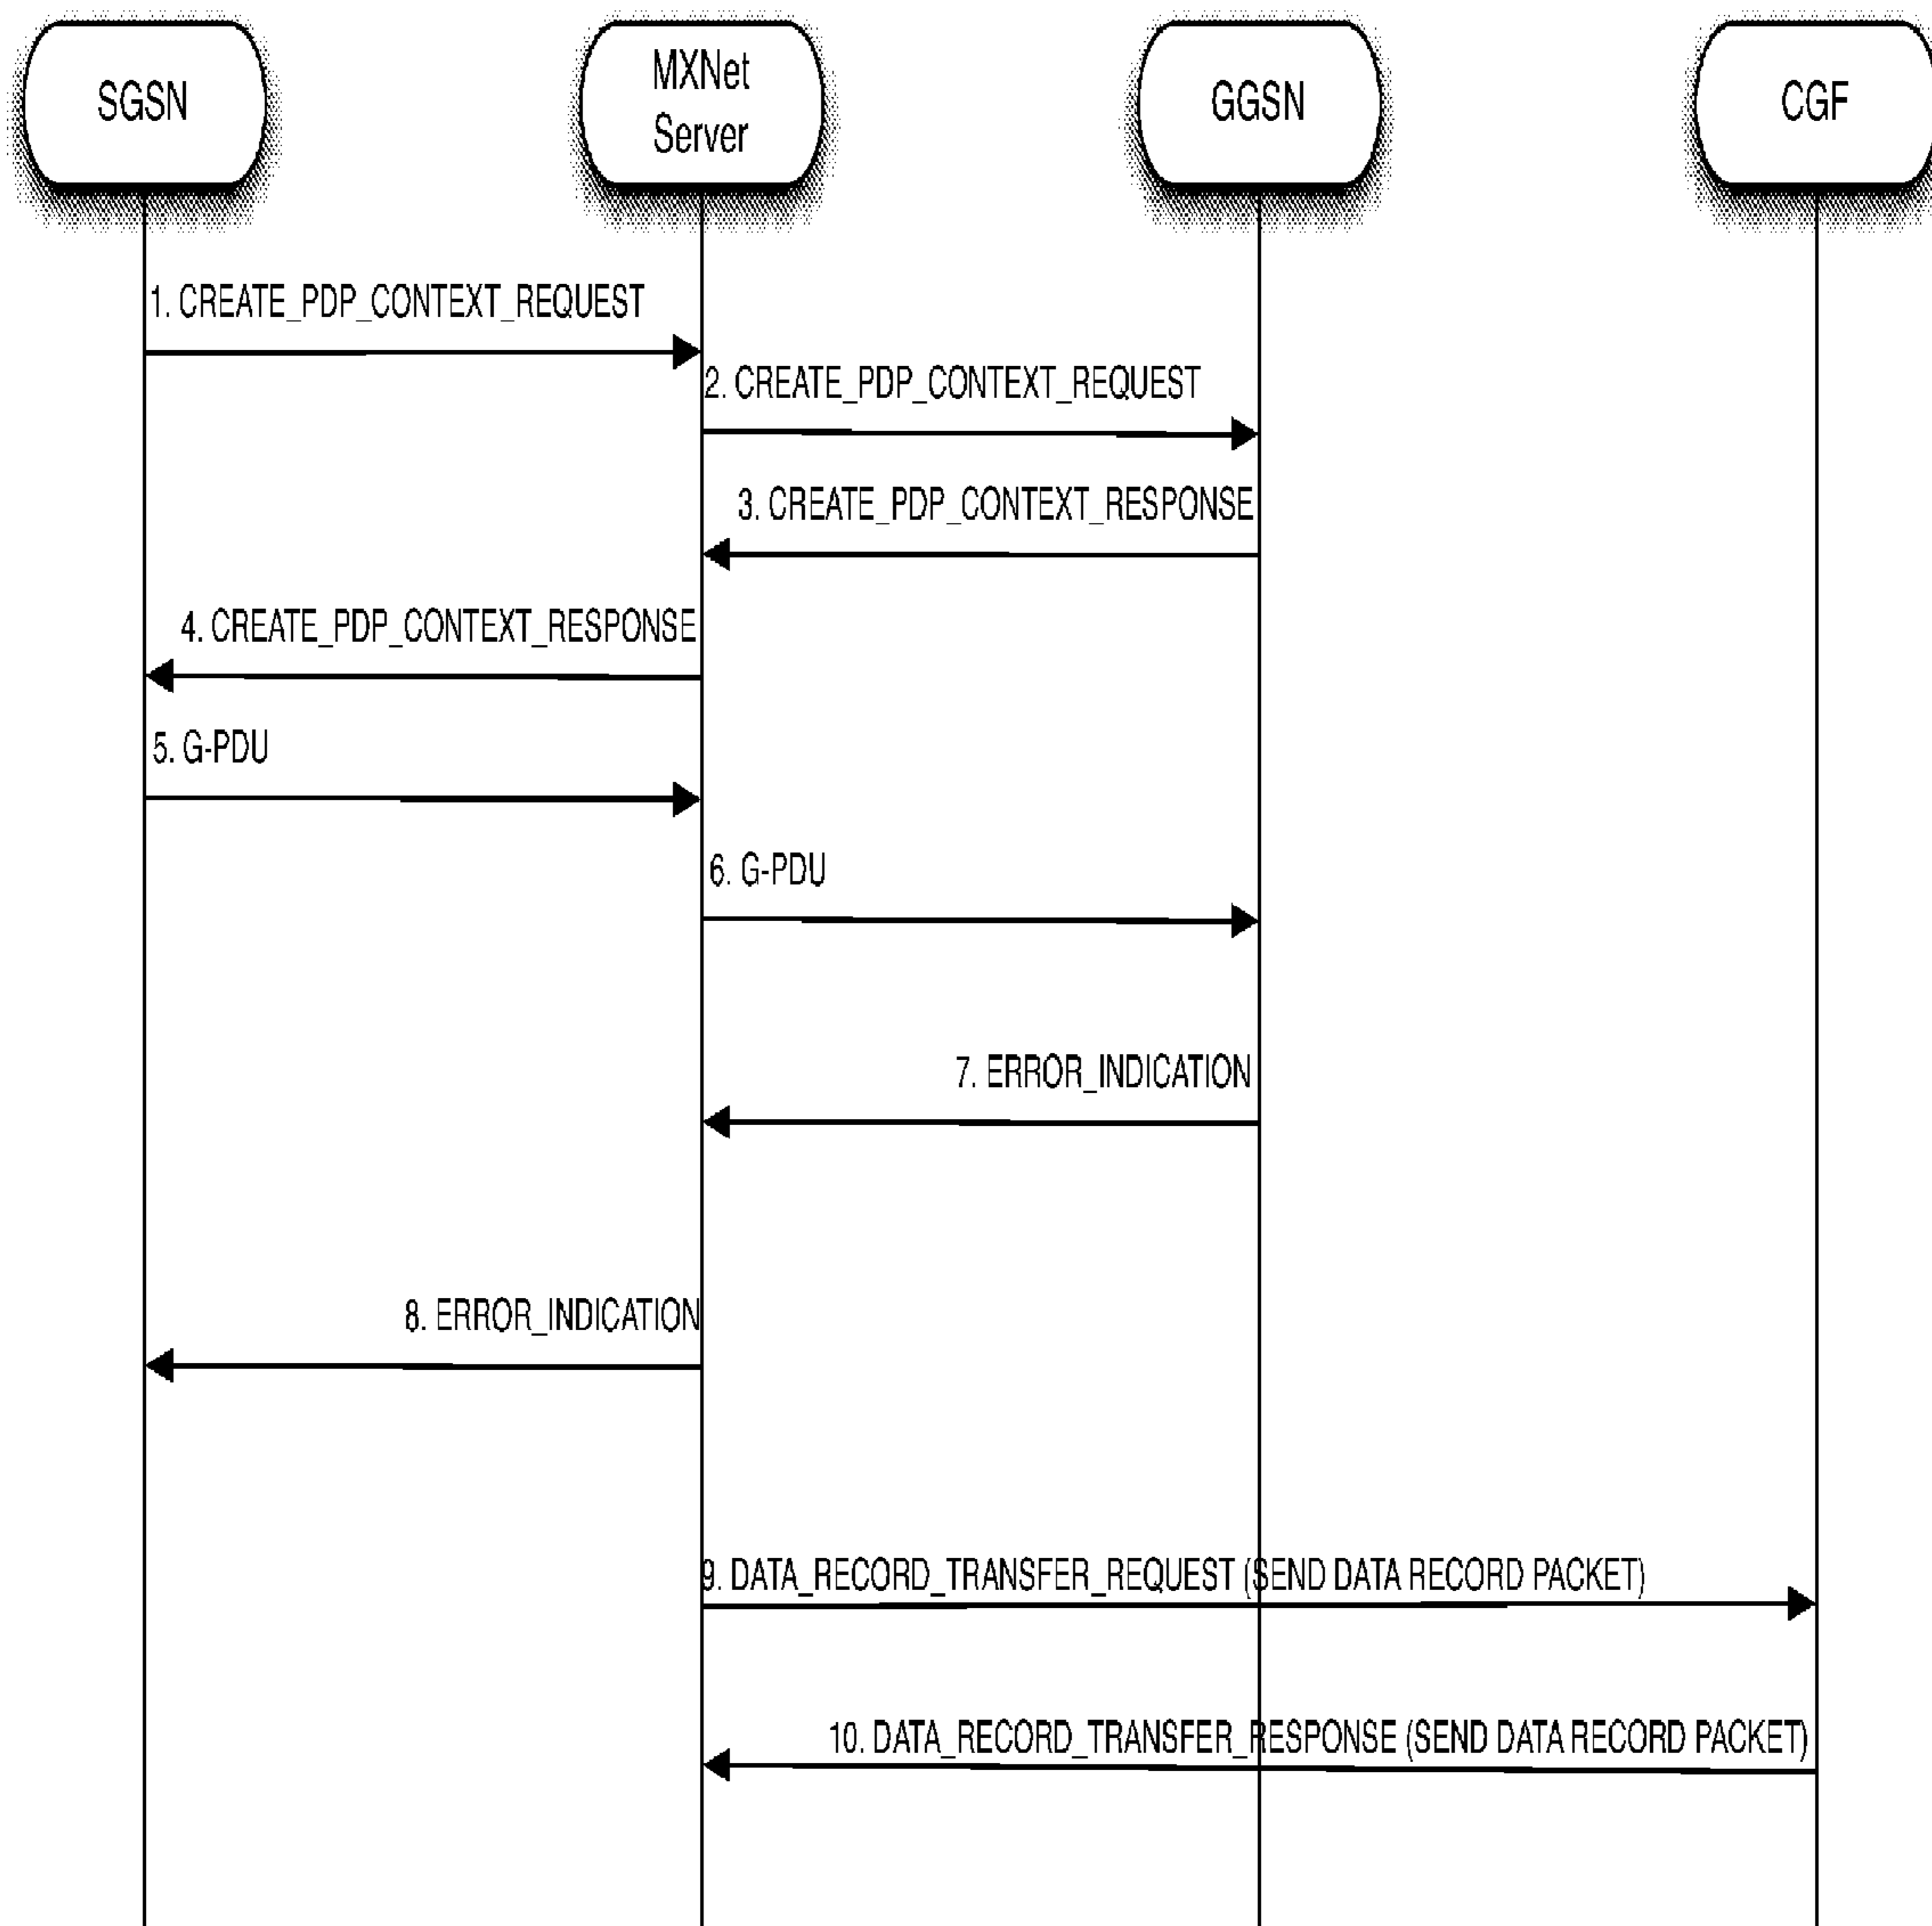 SGSN
MXNet
Server
GGSN
CGF
1. CREATE_PDP_CONTEXT_REQUEST
2. CREATE_PDP_CONTEXT_REQUEST
3. CREATE_PDP_CONTEXT_RESPONSE
4. CREATE_PDP_CONTEXT_RESPONSE
5. G-PDU
6. G-PDU
7. ERROR_INDICATION
8. ERROR_INDICATION
9. DATA_RECORD_TRANSFER_REQUEST (SEND DATA RECORD PACKET)
10. DATA_RECORD_TRANSFER_RESPONSE (SEND DATA RECORD PACKET)